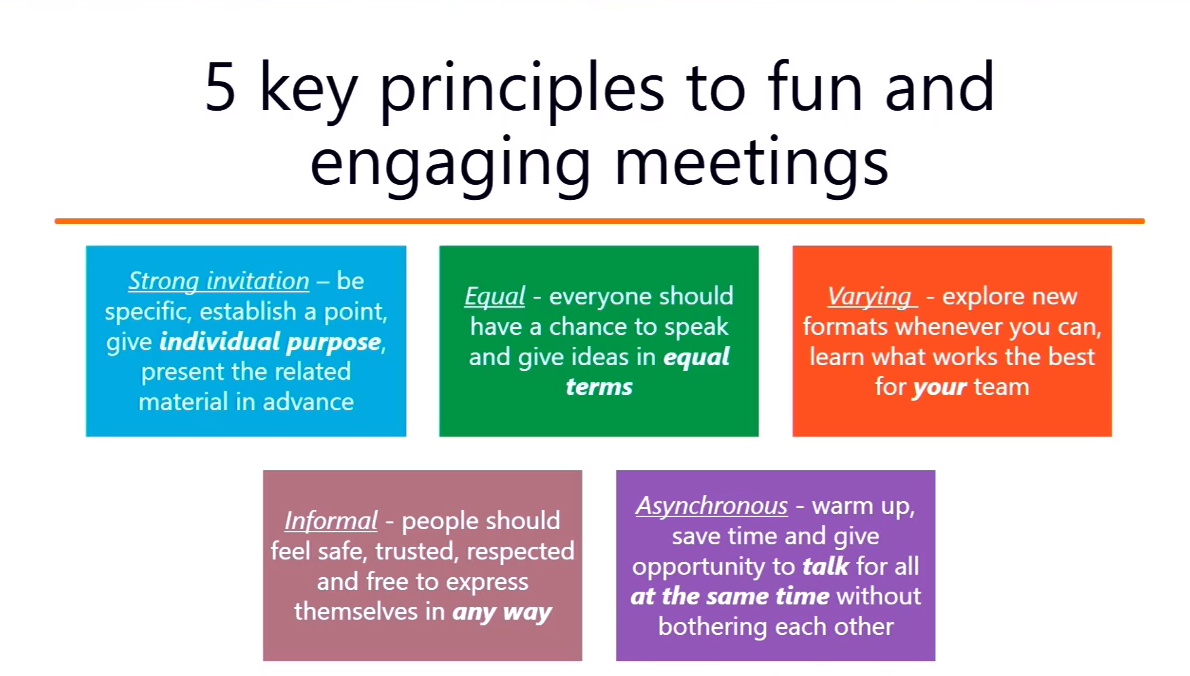 5 key principles to fun and
engaging meetings
Strong invitation – be
specific, establish a point,
give individual purpose,
present the related
material in advance
Equal - everyone should
have a chance to speak
and give ideas in equal
terms
Varying - explore new
formats whenever you can,
learn what works the best
for your team
Informal - people should
feel safe, trusted, respected
and free to express
themselves in any way
Asynchronous - warm up,
save time and give
opportunity to talk for all
at the same time without
bothering each other